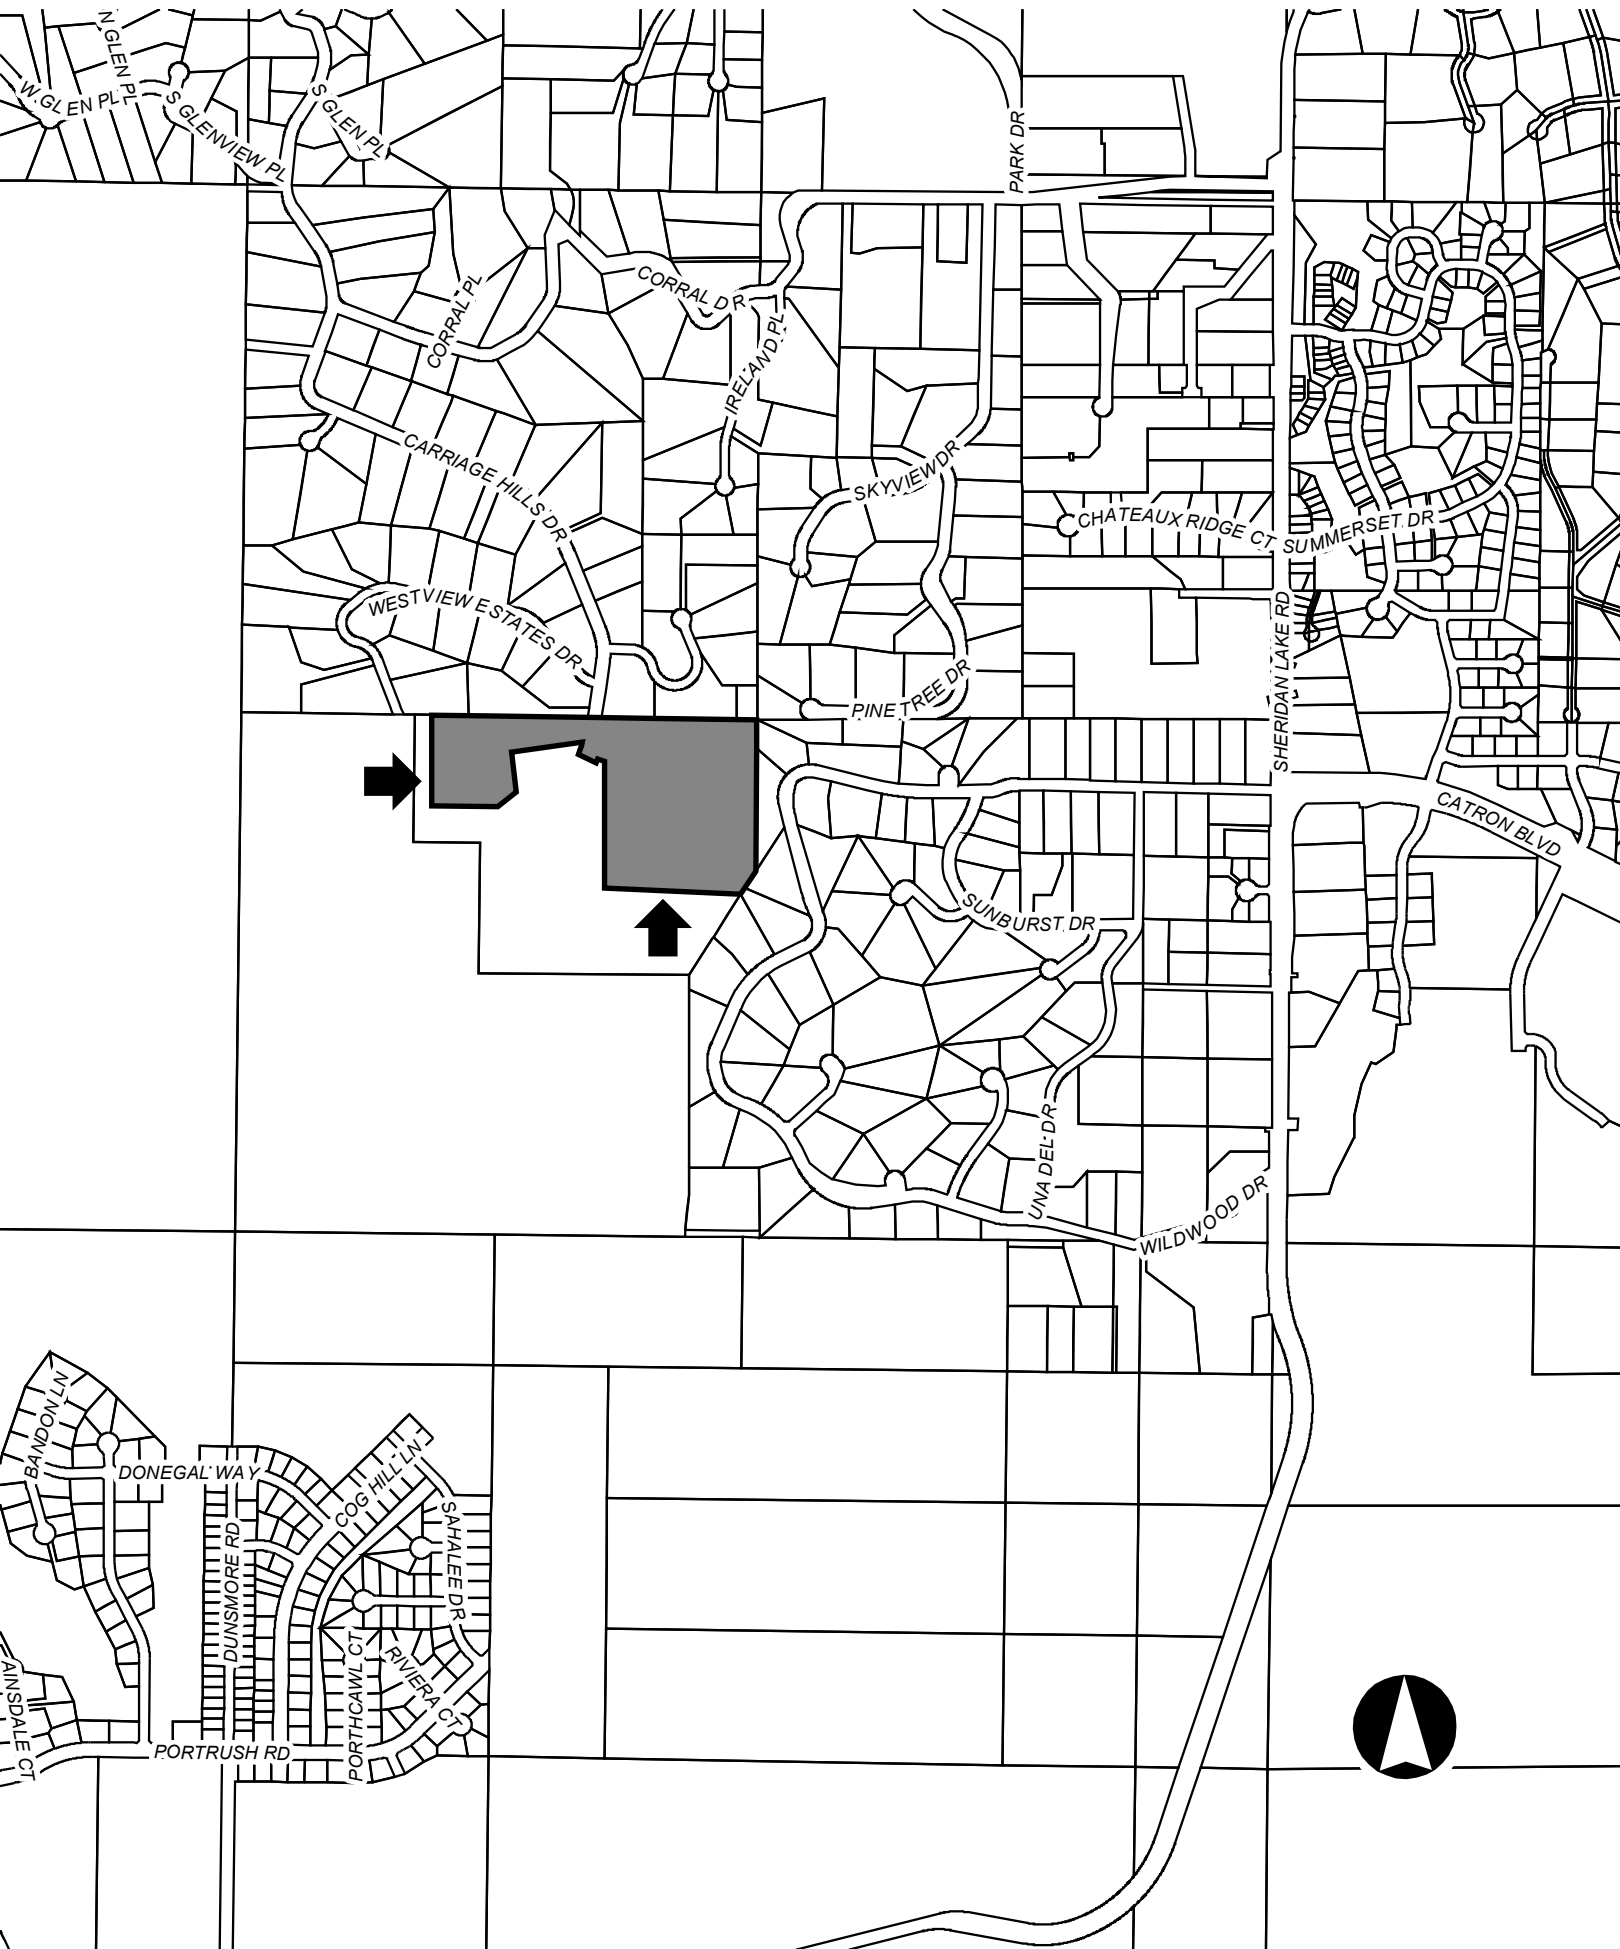 N GLEN PL
W GLEN PL
S GLENVIEW PL
S GLEN PL
PARK DR
CORRAL PL
CORRAL DR
IRELAND PL
CARRIAGE HILLS DR
SKYVIEW DR
CHATEAUX RIDGE CT
SUMMERSET DR
WESTVIEW ESTATES DR
PINE TREE DR
SHERIDAN LAKE RD
CATRON BLVD
SUNBURST DR
UNA DEL DR
WILDWOOD DR
BANDON LN
DONEGAL WAY
COG HILL LN
SAHALEE DR
DUNSMORE RD
PORTHCAWL CT
RIVIERA CT
AINSDALE CT
PORTRUSH RD